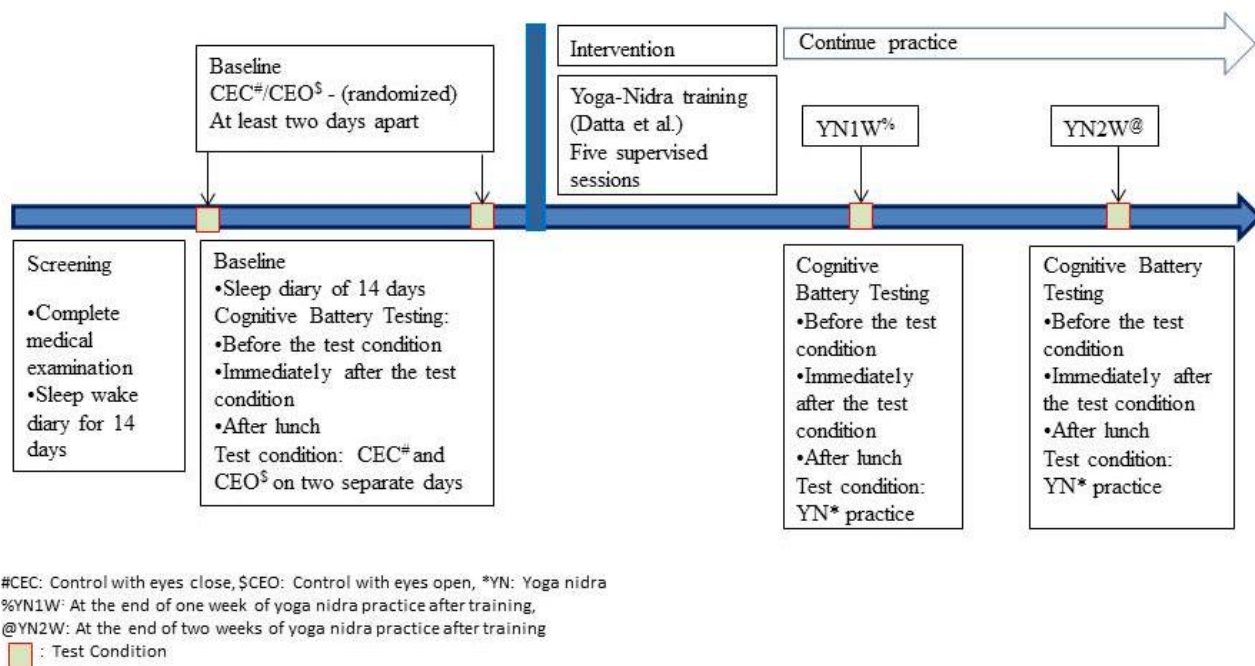 Baseline
CEC#/CEO$ - (randomized)
At least two days apart
Intervention
Yoga-Nidra training
(Datta et al.)
Five supervised
sessions
Continue practice
YN1W%
YN2W@
Screening
•Complete
medical
examination
•Sleep wake
diary for 14
days
Baseline
•Sleep diary of 14 days
Cognitive Battery Testing:
•Before the test condition
•Immediately after the test
condition
•After lunch
Test condition: CEC# and
CEO$ on two separate days
Cognitive
Battery Testing
•Before the test
condition
•Immediately
after the test
condition
•After lunch
Test condition:
YN* practice
Cognitive Battery
Testing
•Before the test
condition
•Immediately after
the test condition
•After lunch
Test condition:
YN* practice
#CEC: Control with eyes close, $CEO: Control with eyes open, *YN: Yoga nidra
%YN1W: At the end of one week of yoga nidra practice after training,
@YN2W: At the end of two weeks of yoga nidra practice after training
: Test Condition